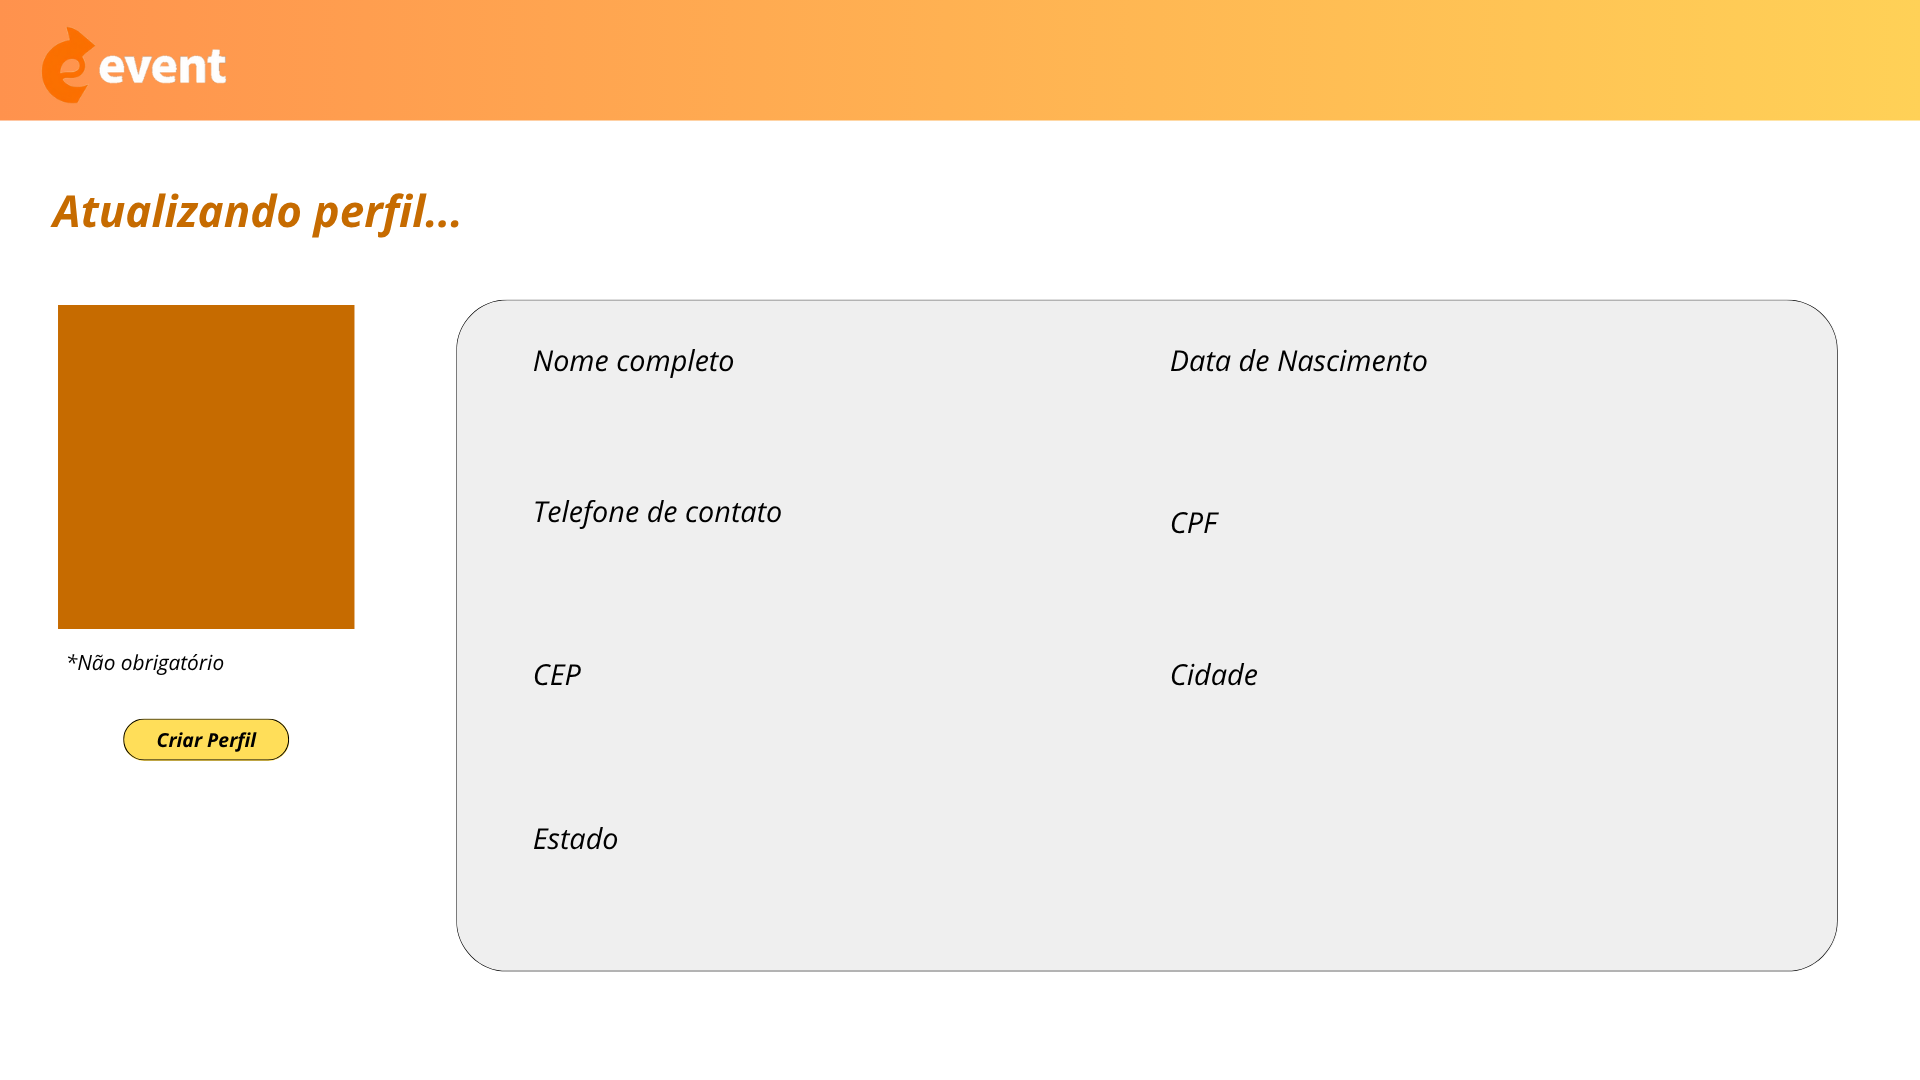 event
Atualizando perfil...
Nome completo
Data de Nascimento
Telefone de contato
CPF
*Não obrigatório
CEP
Cidade
Criar Perfil
Estado